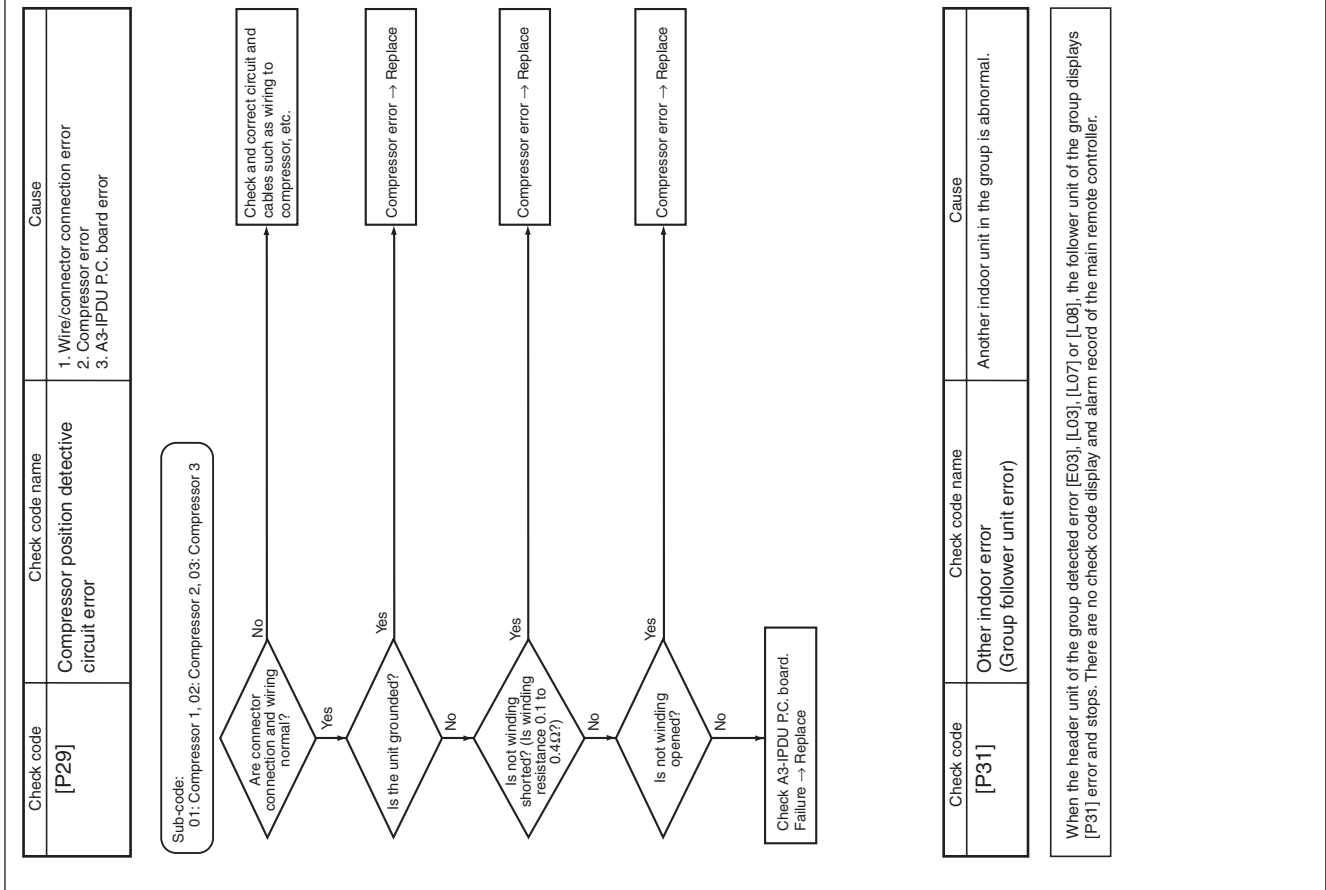 Check code
Check code name
Cause
[P29]
Compressor position detective
circuit error
1. Wire/connector connection error
2. Compressor error
3. A3-IPDU P.C. board error
Sub-code:
01: Compressor 1, 02: Compressor 2, 03: Compressor 3
Are connector
connection and wiring
normal?
No
Check and correct circuit and
cables such as wiring to
compressor, etc.
Yes
Is the unit grounded?
Yes
Compressor error → Replace
No
Is not winding
shorted? (Is winding
resistance 0.1 to
0.4Ω?)
Yes
Compressor error → Replace
No
Is not winding
opened?
Yes
Compressor error → Replace
No
Check A3-IPDU P.C. board.
Failure → Replace
Check code
Check code name
Cause
[P31]
Other indoor error
(Group follower unit error)
Another indoor unit in the group is abnormal.
When the header unit of the group detected error [E03], [L03], [L07] or [L08], the follower unit of the group displays
[P31] error and stops. There are no check code display and alarm record of the main remote controller.